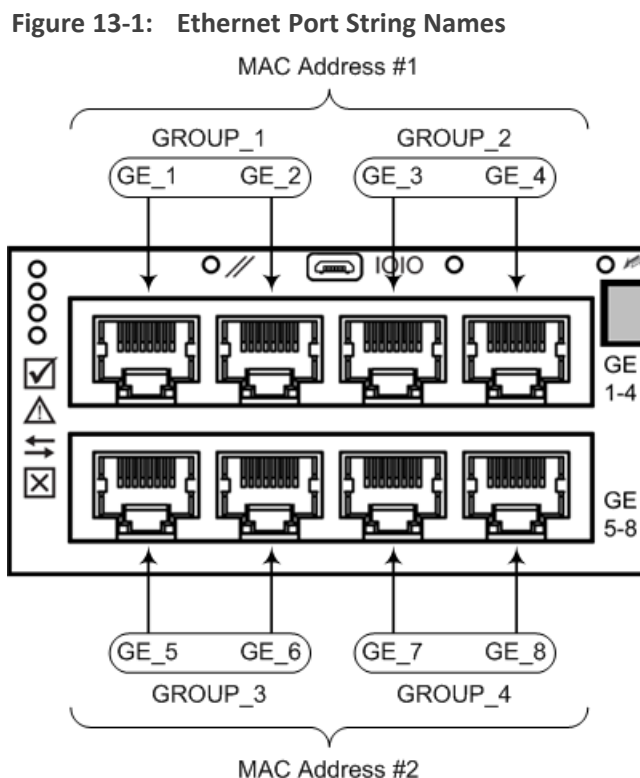 Figure 13-1: Ethernet Port String Names
MAC Address #1
GROUP_1 GROUP_2
GE_1 GE_2 GE_3 GE_4
IOIO
GE
1-4
GE
5-8
GE_5 GE_6 GE_7 GE_8
GROUP_3 GROUP_4
MAC Address #2